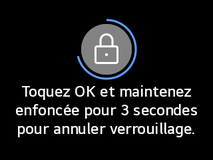 Toquez OK et maintenez
enfoncée pour 3 secondes
pour annuler verrouillage.